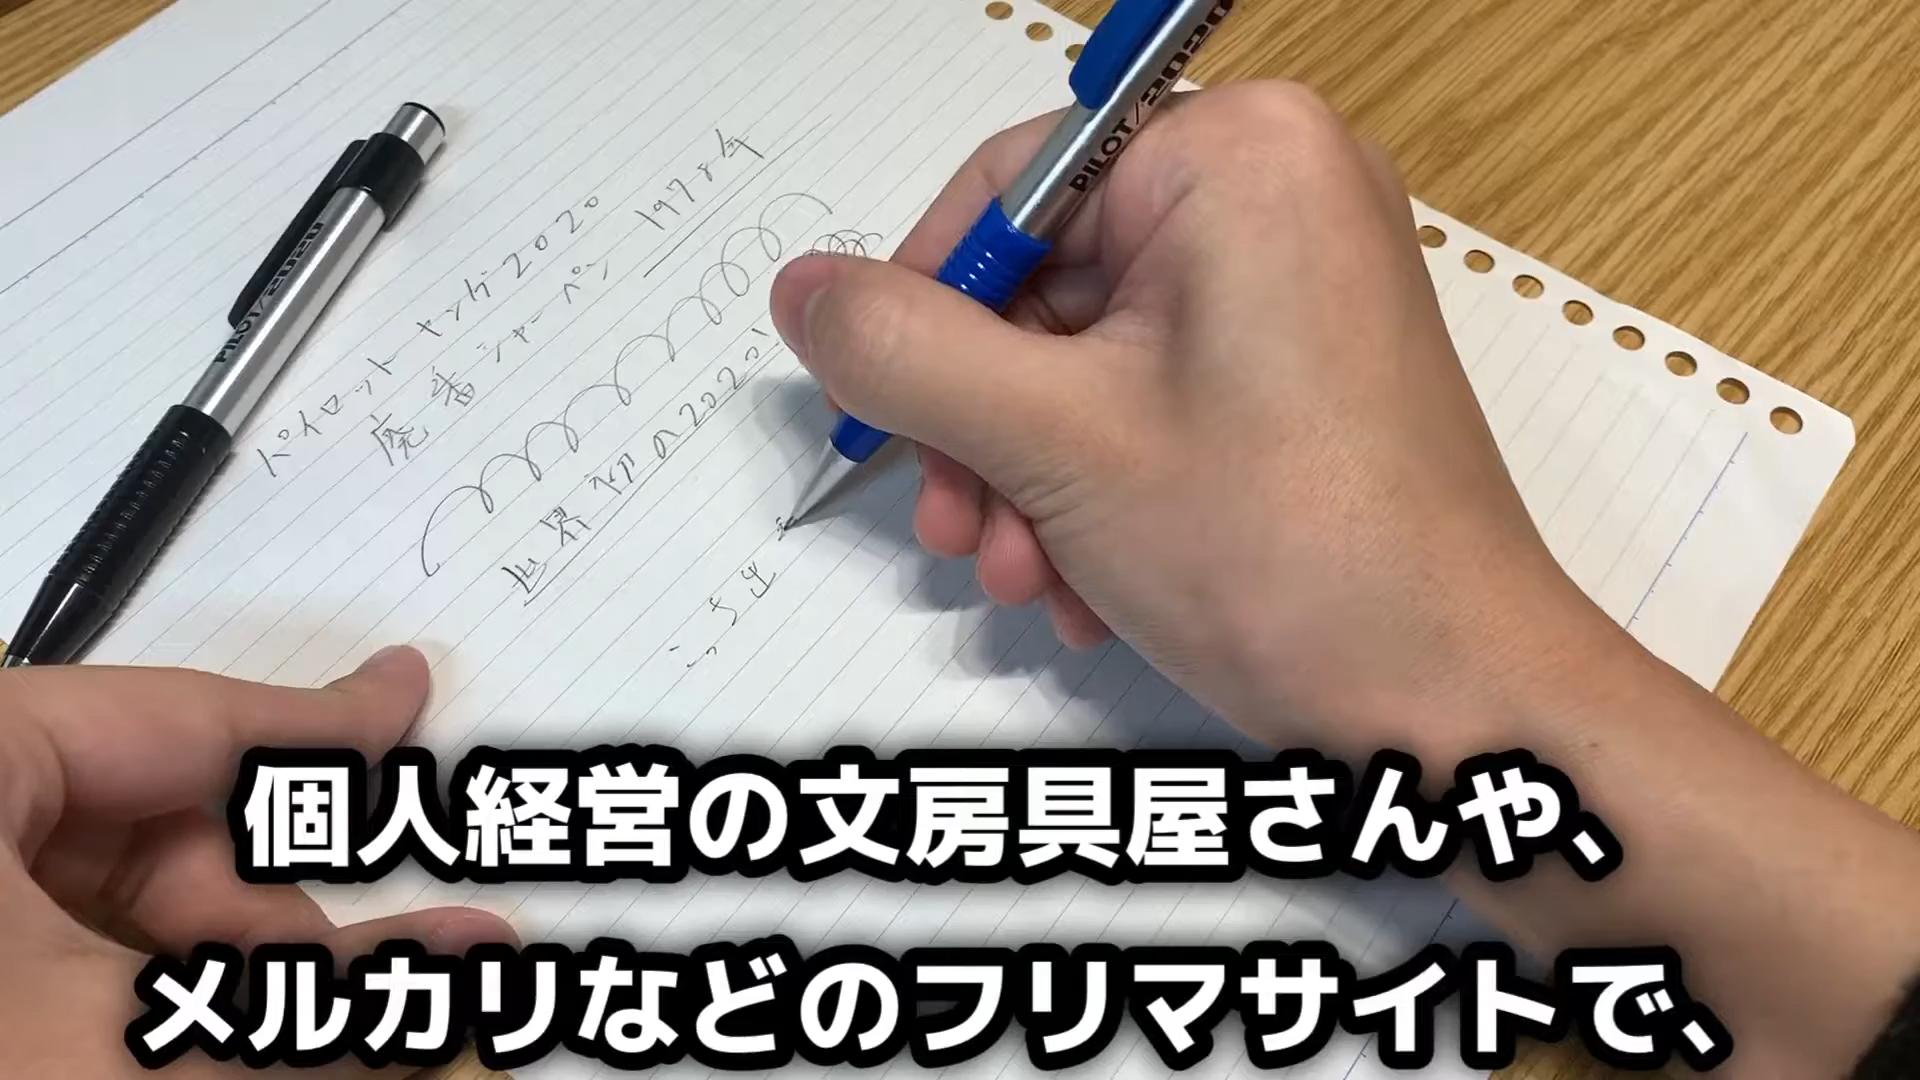 PILOT/2020
PILOT/2020
パイロット ヤング2020
廃番シャーペン 1978年
世界初の2020!
個人経営の文房具屋さんや、
メルカリなどのフリマサイトで、